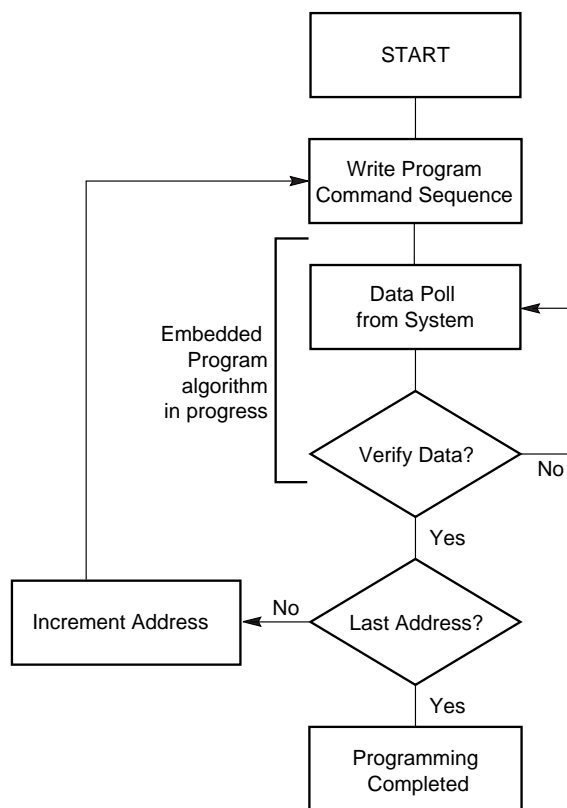 START
Write Program
Command Sequence
Data Poll
from System
Embedded
Program
algorithm
in progress
Verify Data?
No
Yes
No
Increment Address
Last Address?
Yes
Programming
Completed